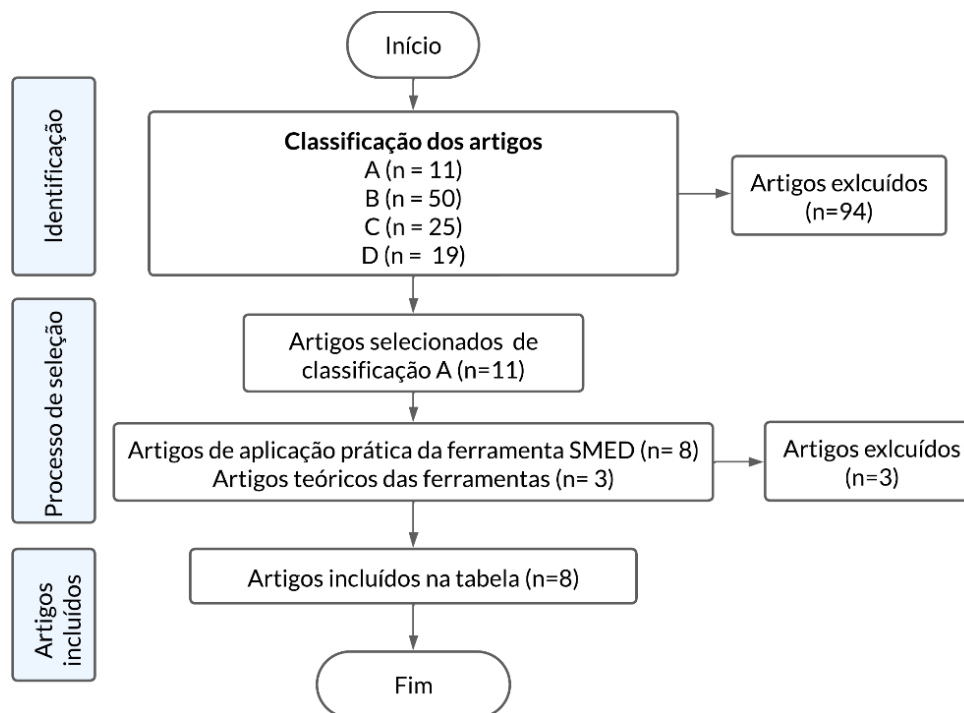 Início
Identificação
Classificação dos artigos
A (n = 11)
B (n = 50)
C (n = 25)
D (n =  19)
Artigos exlcuídos
(n=94)
Processo de seleção
Artigos selecionados  de
classificação A (n=11)
Artigos de aplicação prática da ferramenta SMED (n= 8)
Artigos teóricos das ferramentas (n= 3)
Artigos exlcuídos
(n=3)
Artigos
incluídos
Artigos incluídos na tabela (n=8)
Fim